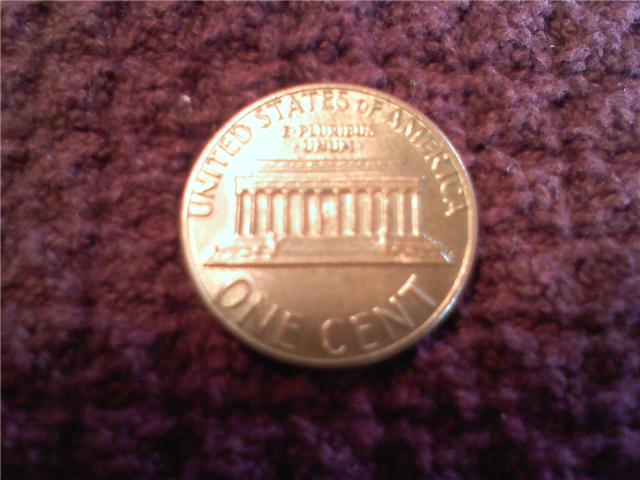 UNITED STATES OF AMERICA
E·PLURIBUS
·UNUM·
ONE CENT